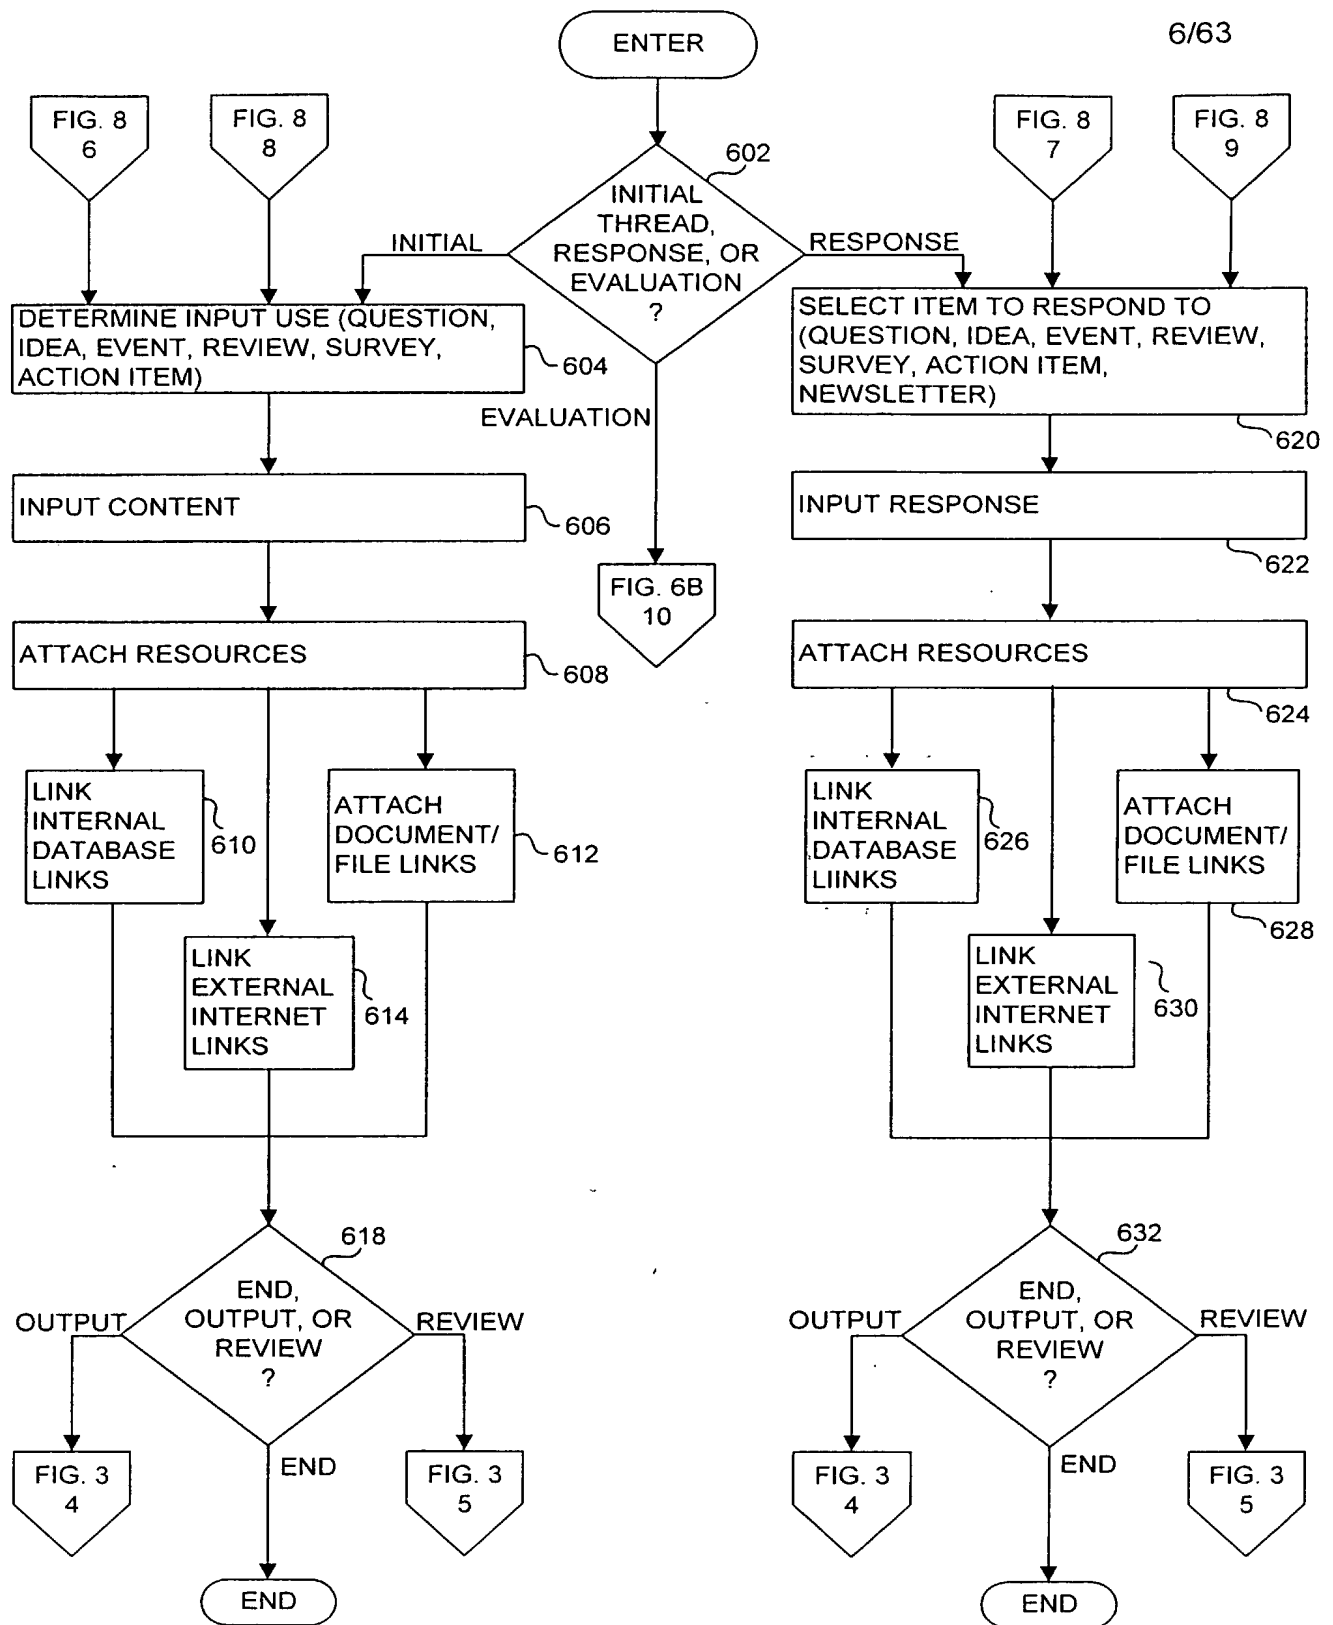 6/63
ENTER
FIG. 8
6
FIG. 8
8
FIG. 8
7
FIG. 8
9
602
INITIAL
THREAD,
RESPONSE, OR
EVALUATION
?
INITIAL
RESPONSE
EVALUATION
DETERMINE INPUT USE (QUESTION,
IDEA, EVENT, REVIEW, SURVEY,
ACTION ITEM)
604
SELECT ITEM TO RESPOND TO
(QUESTION, IDEA, EVENT, REVIEW,
SURVEY, ACTION ITEM,
NEWSLETTER)
620
INPUT CONTENT
606
INPUT RESPONSE
622
FIG. 6B
10
ATTACH RESOURCES
608
ATTACH RESOURCES
624
LINK
INTERNAL
DATABASE
LINKS
610
ATTACH
DOCUMENT/
FILE LINKS
612
LINK
EXTERNAL
INTERNET
LINKS
614
LINK
INTERNAL
DATABASE
LIINKS
626
ATTACH
DOCUMENT/
FILE LINKS
628
LINK
EXTERNAL
INTERNET
LINKS
630
618
END,
OUTPUT, OR
REVIEW
?
OUTPUT
REVIEW
END
FIG. 3
4
FIG. 3
5
END
632
END,
OUTPUT, OR
REVIEW
?
OUTPUT
REVIEW
END
FIG. 3
4
FIG. 3
5
END